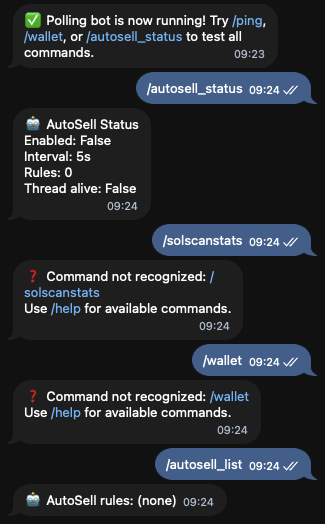 ✅ Polling bot is now running! Try /ping,
/wallet, or /autosell_status to test all
commands.
09:23
/autosell_status 09:24
🤖 AutoSell Status
Enabled: False
Interval: 5s
Rules: 0
Thread alive: False
09:24
/solscanstats 09:24
❓ Command not recognized: /
solscanstats
Use /help for available commands.
09:24
/wallet 09:24
❓ Command not recognized: /wallet
Use /help for available commands.
09:24
/autosell_list 09:24
🤖 AutoSell rules: (none) 09:24